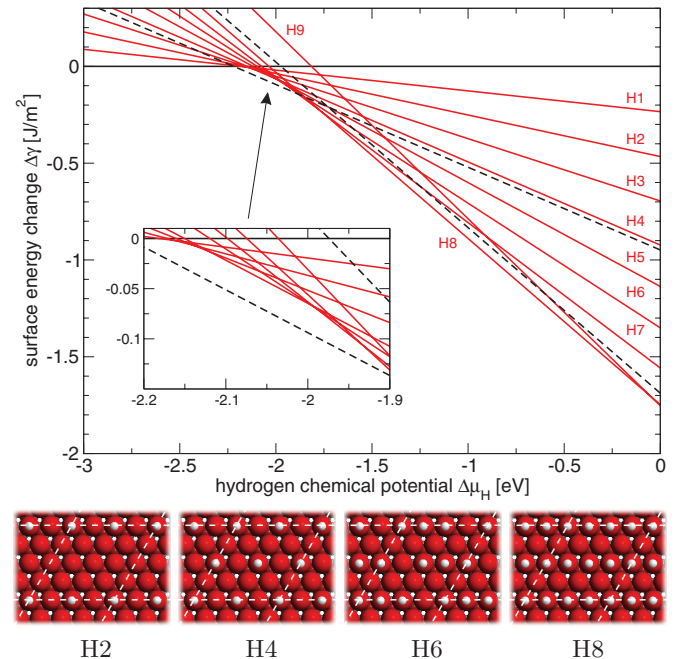 H9
0
-0.5
-1
-1.5
-2
surface energy change Δγ [J/m²]
H1
H2
H3
H4
H5
H6
H7
H8
0
-0.05
-0.1
-2.2 -2.1 -2 -1.9
-3 -2.5 -2 -1.5 -1 -0.5 0
hydrogen chemical potential Δμ_H [eV]
H2 H4 H6 H8